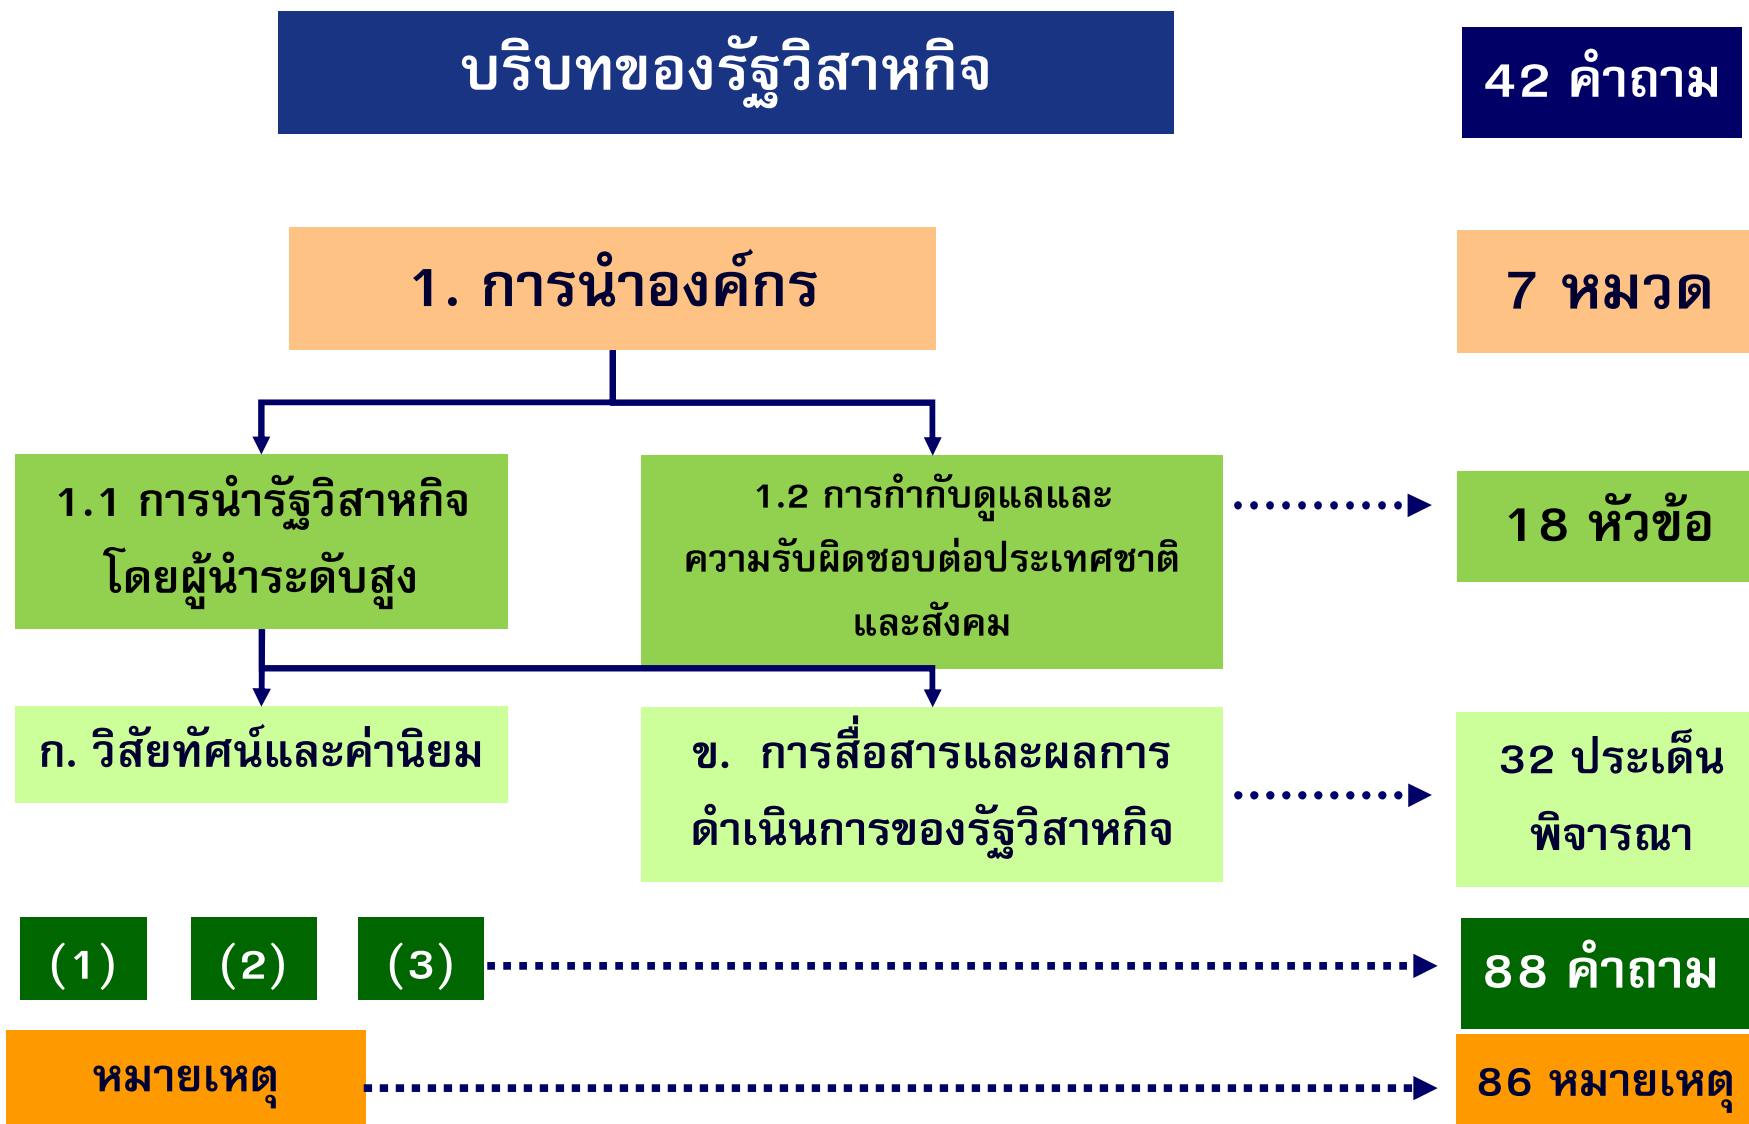 บริบทของรัฐวิสาหกิจ
42 คำถาม
1. การนำองค์กร
7 หมวด
1.1 การนำรัฐวิสาหกิจ
โดยผู้นำระดับสูง
1.2 การกำกับดูแลและ
ความรับผิดชอบต่อประเทศชาติ
และสังคม
18 หัวข้อ
ก. วิสัยทัศน์และค่านิยม
ข. การสื่อสารและผลการ
ดำเนินการของรัฐวิสาหกิจ
32 ประเด็น
พิจารณา
(1)
(2)
(3)
88 คำถาม
หมายเหตุ
86 หมายเหตุ